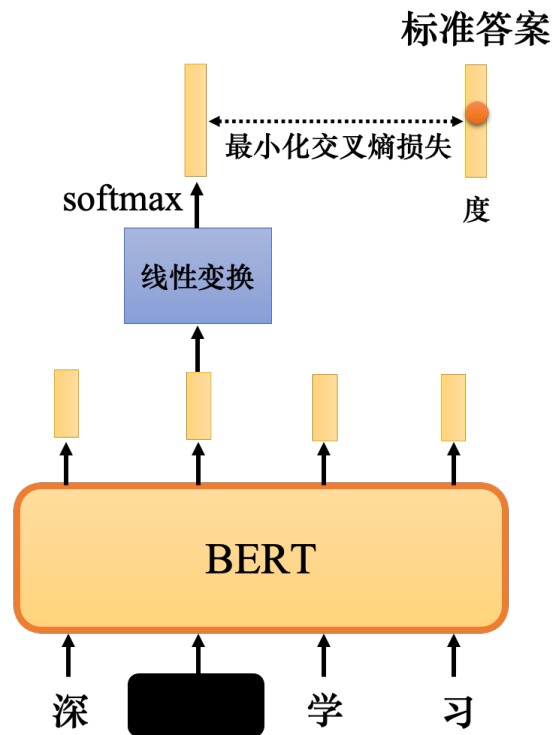 标准答案
最小化交叉熵损失
softmax
度
线性变换
BERT
深 学 习